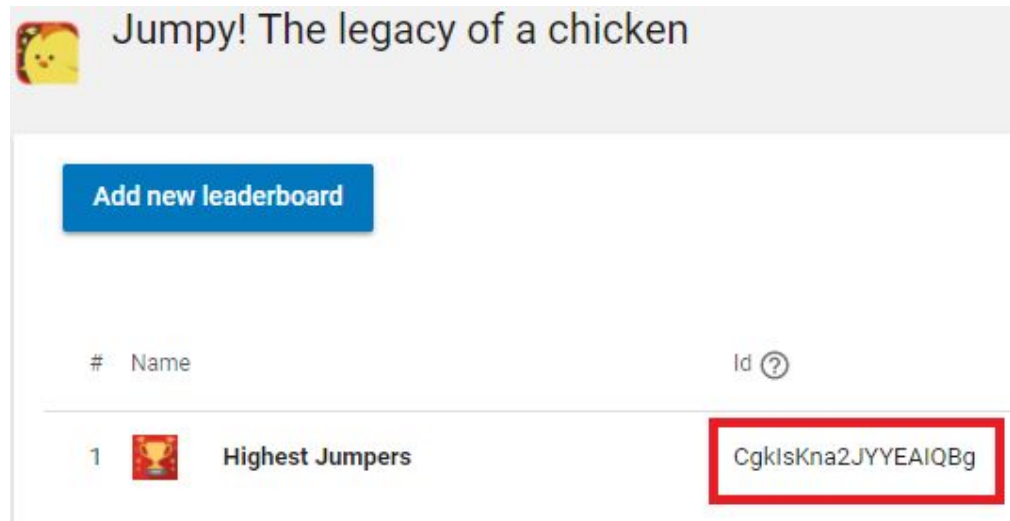 Jumpy! The legacy of a chicken
Add new leaderboard
# Name Id ?
1 Highest Jumpers CgkIsKna2JYYEAIQBg